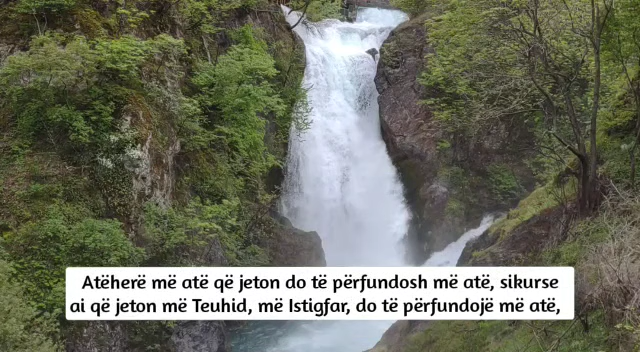 Atëherë më atë që jeton do të përfundosh më atë, sikurse
ai që jeton më Teuhid, më Istigfar, do të përfundojë më atë,